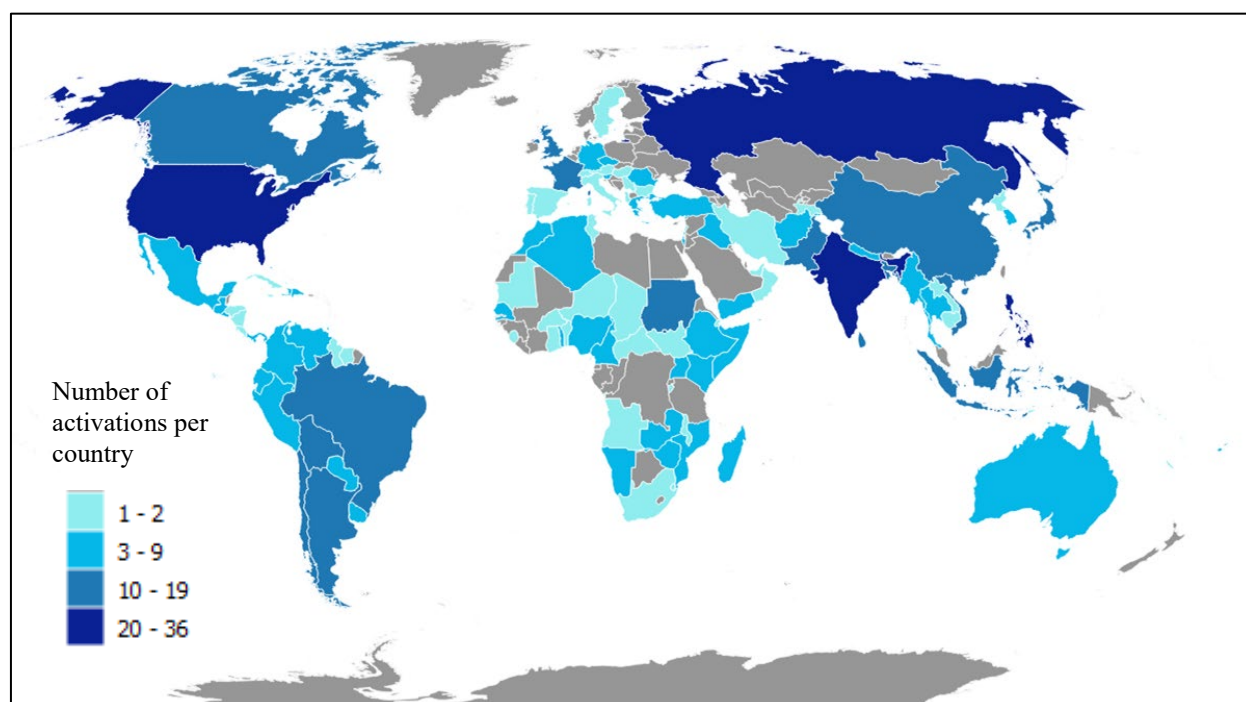 Number of
activations per
country
1 - 2
3 - 9
10 - 19
20 - 36